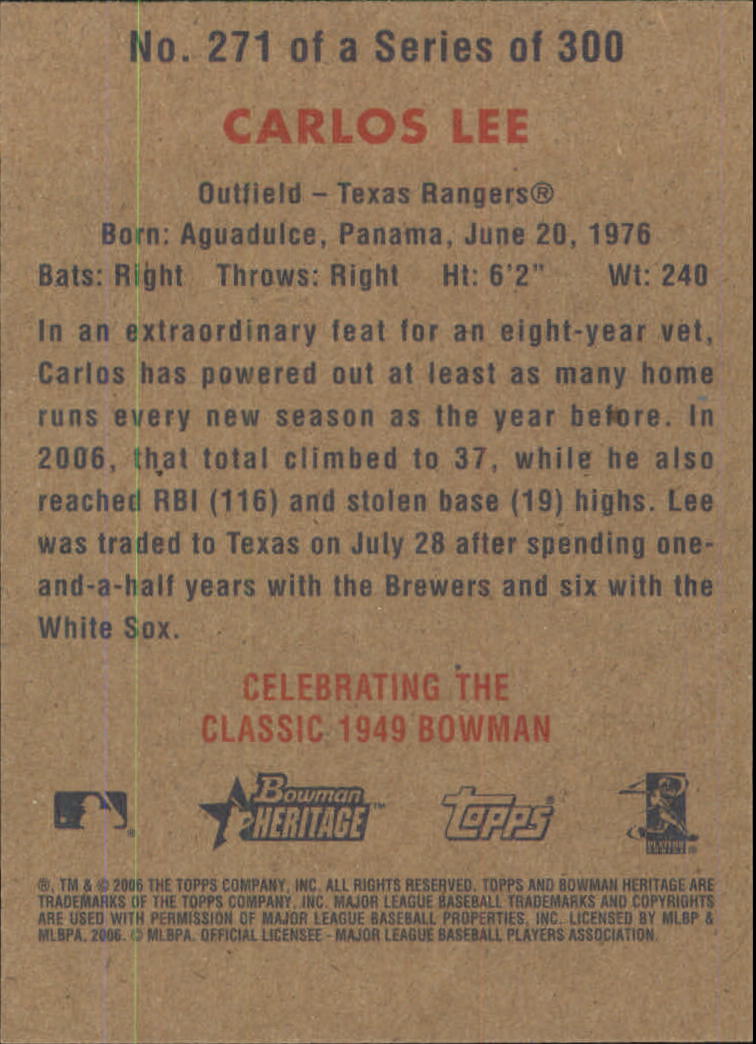 No. 271 of a Series of 300
CARLOS LEE
Outfield – Texas Rangers®
Born: Aguadulce, Panama, June 20, 1976
Bats: Right Throws: Right Ht: 6'2" Wt: 240
In an extraordinary feat for an eight-year vet,
Carlos has powered out at least as many home
runs every new season as the year before. In
2006, that total climbed to 37, while he also
reached RBI (116) and stolen base (19) highs. Lee
was traded to Texas on July 28 after spending one-
and-a-half years with the Brewers and six with the
White Sox.
CELEBRATING THE
CLASSIC 1949 BOWMAN
Bowman
HERITAGE™
Topps®
®, TM & © 2006 THE TOPPS COMPANY, INC. ALL RIGHTS RESERVED. TOPPS AND BOWMAN HERITAGE ARE
TRADEMARKS OF THE TOPPS COMPANY, INC. MAJOR LEAGUE BASEBALL TRADEMARKS AND COPYRIGHTS
ARE USED WITH PERMISSION OF MAJOR LEAGUE BASEBALL PROPERTIES, INC. LICENSED BY MLBP &
MLBPA, 2006. © MLBPA. OFFICIAL LICENSEE - MAJOR LEAGUE BASEBALL PLAYERS ASSOCIATION.